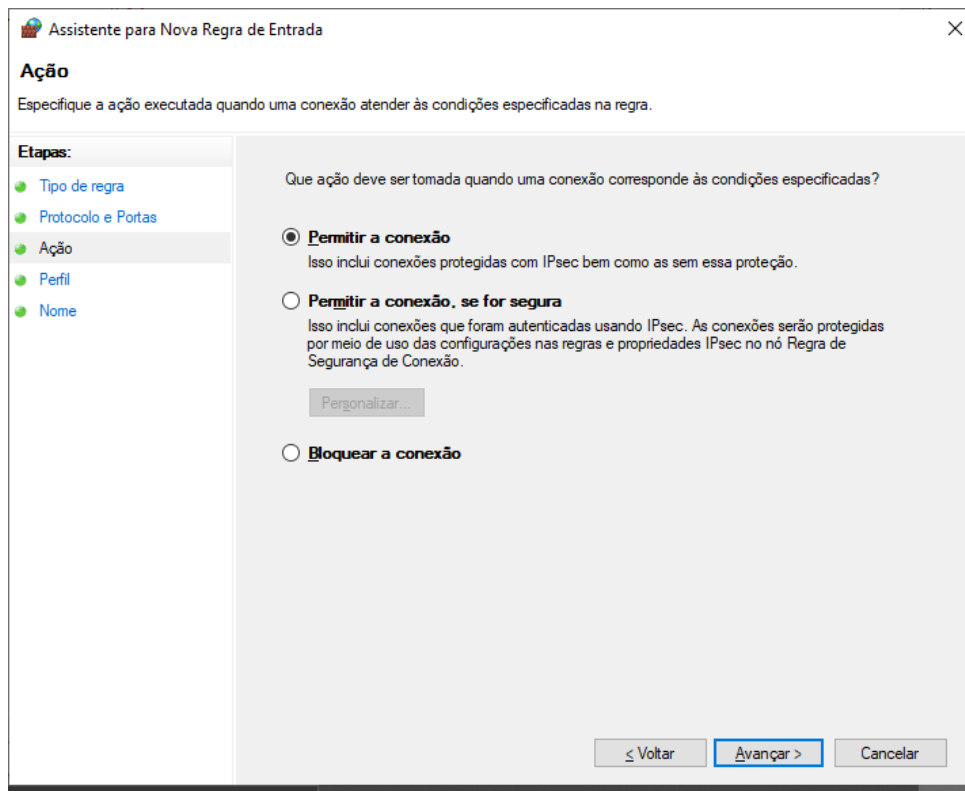 Assistente para Nova Regra de Entrada
Ação
Especifique a ação executada quando uma conexão atender às condições especificadas na regra.
Etapas:
Tipo de regra
Protocolo e Portas
Ação
Perfil
Nome
Que ação deve ser tomada quando uma conexão corresponde às condições especificadas?
Permitir a conexão
Isso inclui conexões protegidas com IPsec bem como as sem essa proteção.
Permitir a conexão, se for segura
Isso inclui conexões que foram autenticadas usando IPsec. As conexões serão protegidas
por meio de uso das configurações nas regras e propriedades IPsec no nó Regra de
Segurança de Conexão.
Personalizar...
Bloquear a conexão
< Voltar
Avançar >
Cancelar